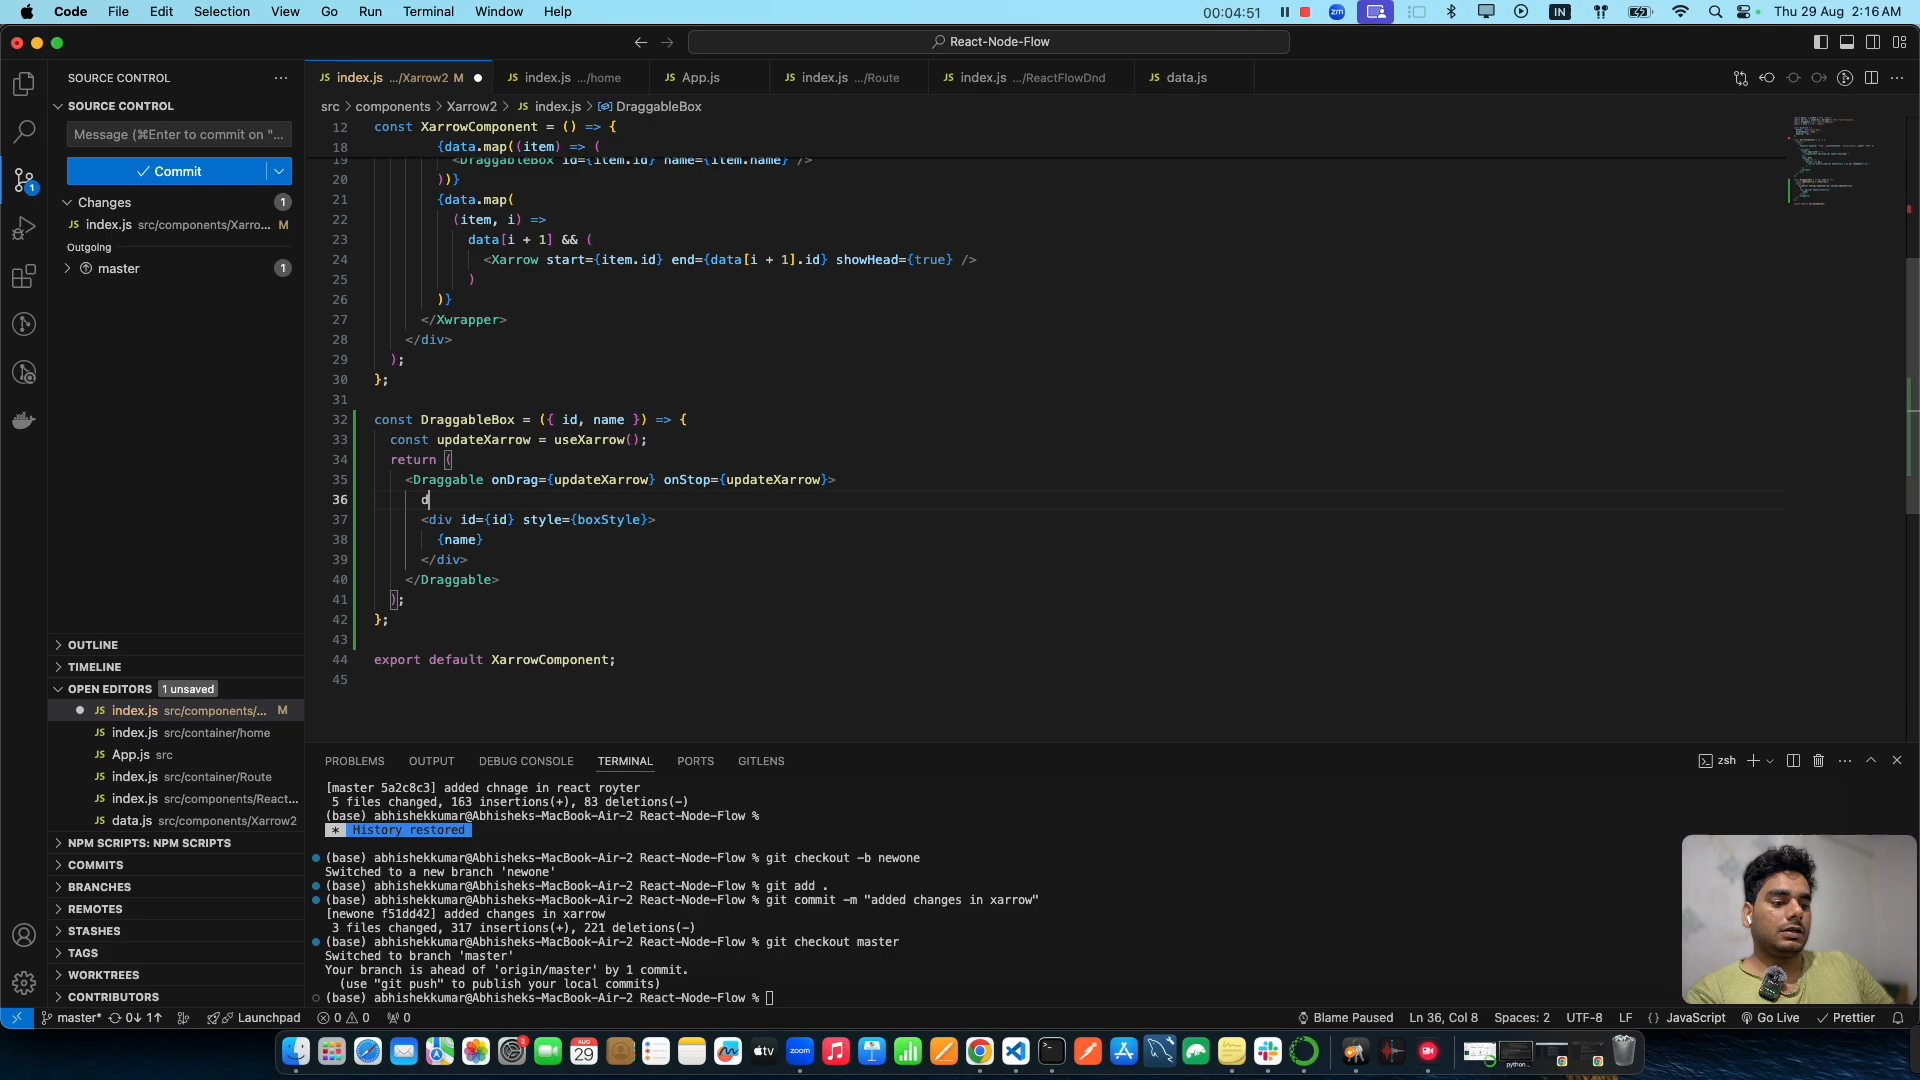 Code File Edit Selection View Go Run Terminal Window Help
00:04:51 zm IN Thu 29 Aug 2:16 AM
React-Node-Flow
SOURCE CONTROL
SOURCE CONTROL
Message (⌘Enter to commit on "...
Commit
Changes 1
JS index.js src/components/Xarro... M
Outgoing
master 1
OUTLINE
TIMELINE
OPEN EDITORS 1 unsaved
JS index.js src/components/... M
JS index.js src/container/home
JS App.js src
JS index.js src/container/Route
JS index.js src/components/React...
JS data.js src/components/Xarrow2
NPM SCRIPTS: NPM SCRIPTS
COMMITS
BRANCHES
REMOTES
STASHES
TAGS
WORKTREES
CONTRIBUTORS
JS index.js .../Xarrow2 M JS index.js .../home JS App.js JS index.js .../Route JS index.js .../ReactFlowDnd JS data.js
src > components > Xarrow2 > JS index.js > DraggableBox
12 const XarrowComponent = () => {
18 {data.map((item) => (
19 <DraggableBox id={item.id} name={item.name} />
20 ))}
21 {data.map(
22 (item, i) =>
23 data[i + 1] && (
24 <Xarrow start={item.id} end={data[i + 1].id} showHead={true} />
25 )
26 )}
27 </Xwrapper>
28 </div>
29 );
30 };
31
32 const DraggableBox = ({ id, name }) => {
33 const updateXarrow = useXarrow();
34 return (
35 <Draggable onDrag={updateXarrow} onStop={updateXarrow}>
36 d
37 <div id={id} style={boxStyle}>
38 {name}
39 </div>
40 </Draggable>
41 );
42 };
43
44 export default XarrowComponent;
45
PROBLEMS OUTPUT DEBUG CONSOLE TERMINAL PORTS GITLENS zsh
[master 5a2c8c3] added chnage in react royter
5 files changed, 163 insertions(+), 83 deletions(-)
(base) abhishekkumar@Abhisheks-MacBook-Air-2 React-Node-Flow %
* History restored
(base) abhishekkumar@Abhisheks-MacBook-Air-2 React-Node-Flow % git checkout -b newone
Switched to a new branch 'newone'
(base) abhishekkumar@Abhisheks-MacBook-Air-2 React-Node-Flow % git add .
(base) abhishekkumar@Abhisheks-MacBook-Air-2 React-Node-Flow % git commit -m "added changes in xarrow"
[newone f51dd42] added changes in xarrow
3 files changed, 317 insertions(+), 221 deletions(-)
(base) abhishekkumar@Abhisheks-MacBook-Air-2 React-Node-Flow % git checkout master
Switched to branch 'master'
Your branch is ahead of 'origin/master' by 1 commit.
(use "git push" to publish your local commits)
(base) abhishekkumar@Abhisheks-MacBook-Air-2 React-Node-Flow %
master* 0↓ 1↑ Launchpad 0 0 0 Blame Paused Ln 36, Col 8 Spaces: 2 UTF-8 LF {} JavaScript Go Live Prettier
AUG 29 tv zoom python...